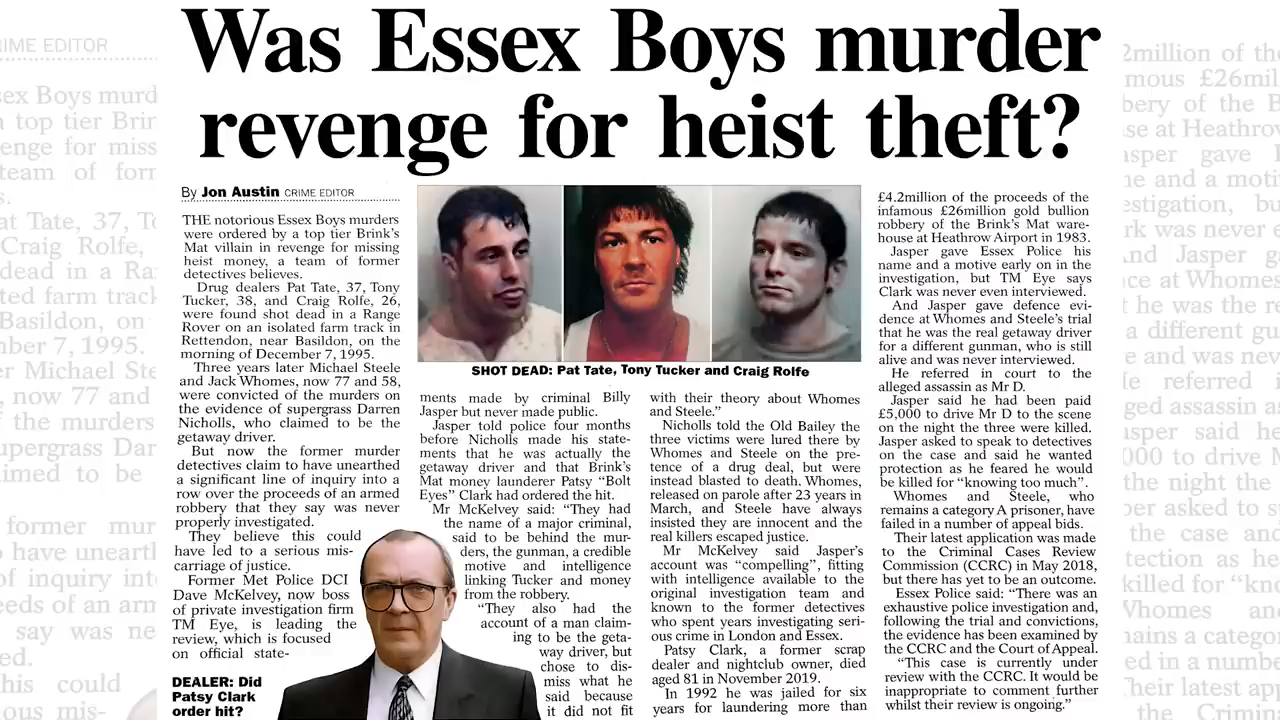 Was Essex Boys murder
revenge for heist theft?
By Jon Austin CRIME EDITOR
THE notorious Essex Boys murders
were ordered by a top tier Brink's
Mat villain in revenge for missing
heist money, a team of former
detectives believes.
Drug dealers Pat Tate, 37, Tony
Tucker, 38, and Craig Rolfe, 26,
were found shot dead in a Range
Rover on an isolated farm track in
Rettendon, near Basildon, on the
morning of December 7, 1995.
Three years later Michael Steele
and Jack Whomes, now 77 and 58,
were convicted of the murders on
the evidence of supergrass Darren
Nicholls, who claimed to be the
getaway driver.
But now the former murder
detectives claim to have unearthed
a significant line of inquiry into a
row over the proceeds of an armed
robbery that they say was never
properly investigated.
They believe this could
have led to a serious mis-
carriage of justice.
Former Met Police DCI
Dave McKelvey, now boss
of private investigation firm
TM Eye, is leading the
review, which is focused
on official state-
DEALER: Did
Patsy Clark
order hit?
SHOT DEAD: Pat Tate, Tony Tucker and Craig Rolfe
ments made by criminal Billy
Jasper but never made public.
Jasper told police four months
before Nicholls made his state-
ments that he was actually the
getaway driver and that Brink's
Mat money launderer Patsy “Bolt
Eyes” Clark had ordered the hit.
Mr McKelvey said: “They had
the name of a major criminal,
said to be behind the mur-
ders, the gunman, a credible
motive and intelligence
linking Tucker and money
from the robbery.
“They also had the
account of a man claim-
ing to be the geta-
way driver, but
chose to dis-
miss what he
said because
it did not fit
with their theory about Whomes
and Steele.”
Nicholls told the Old Bailey the
three victims were lured there by
Whomes and Steele on the pre-
tence of a drug deal, but were
instead blasted to death. Whomes,
released on parole after 23 years in
March, and Steele have always
insisted they are innocent and the
real killers escaped justice.
Mr McKelvey said Jasper's
account was “compelling”, fitting
with intelligence available to the
original investigation team and
known to the former detectives
who spent years investigating seri-
ous crime in London and Essex.
Patsy Clark, a former scrap
dealer and nightclub owner, died
aged 81 in November 2019.
In 1992 he was jailed for six
years for laundering more than
£4.2million of the proceeds of the
infamous £26million gold bullion
robbery of the Brink's Mat ware-
house at Heathrow Airport in 1983.
Jasper gave Essex Police his
name and a motive early on in the
investigation, but TM Eye says
Clark was never even interviewed.
And Jasper gave defence evi-
dence at Whomes and Steele's trial
that he was the real getaway driver
for a different gunman, who is still
alive and was never interviewed.
He referred in court to the
alleged assassin as Mr D.
Jasper said he had been paid
£5,000 to drive Mr D to the scene
on the night the three were killed.
Jasper asked to speak to detectives
on the case and said he wanted
protection as he feared he would
be killed for “knowing too much”.
Whomes and Steele, who
remains a category A prisoner, have
failed in a number of appeal bids.
Their latest application was made
to the Criminal Cases Review
Commission (CCRC) in May 2018,
but there has yet to be an outcome.
Essex Police said: “There was an
exhaustive police investigation and,
following the trial and convictions,
the evidence has been examined by
the CCRC and the Court of Appeal.
“This case is currently under
review with the CCRC. It would be
inappropriate to comment further
whilst their review is ongoing.”